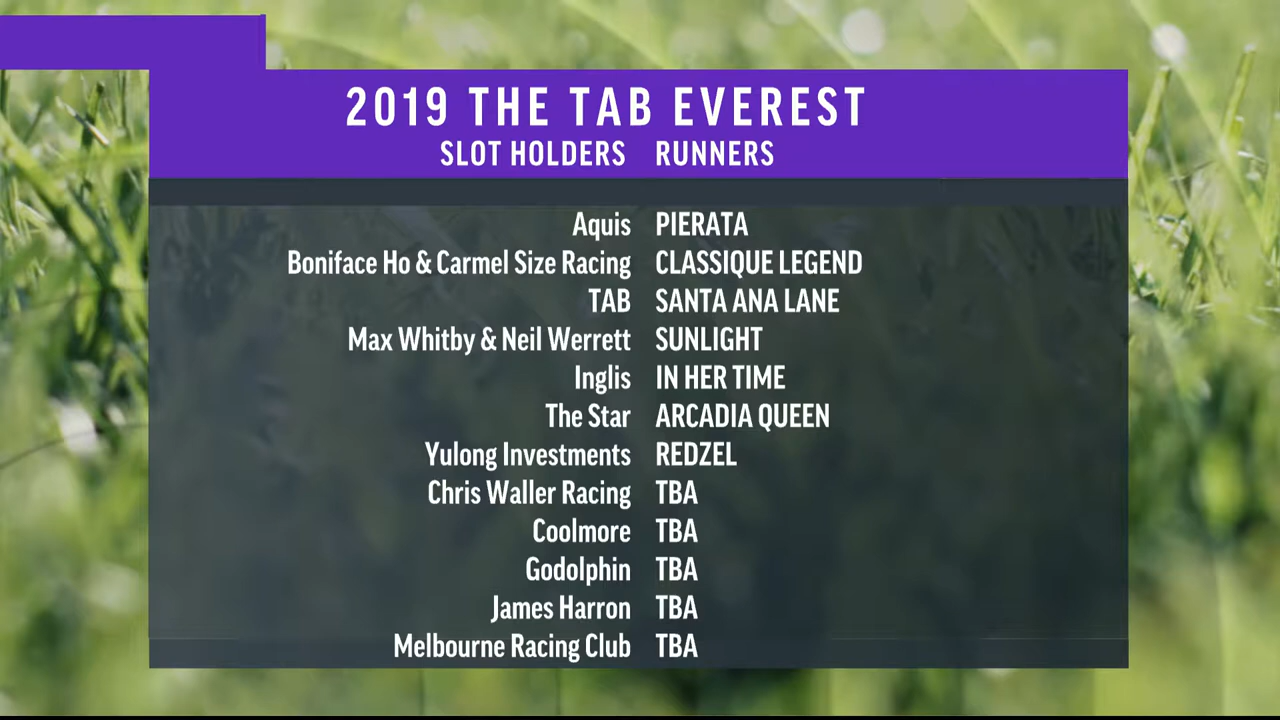 2019 THE TAB EVEREST
SLOT HOLDERS RUNNERS
Aquis PIERATA
Boniface Ho & Carmel Size Racing CLASSIQUE LEGEND
TAB SANTA ANA LANE
Max Whitby & Neil Werrett SUNLIGHT
Inglis IN HER TIME
The Star ARCADIA QUEEN
Yulong Investments REDZEL
Chris Waller Racing TBA
Coolmore TBA
Godolphin TBA
James Harron TBA
Melbourne Racing Club TBA